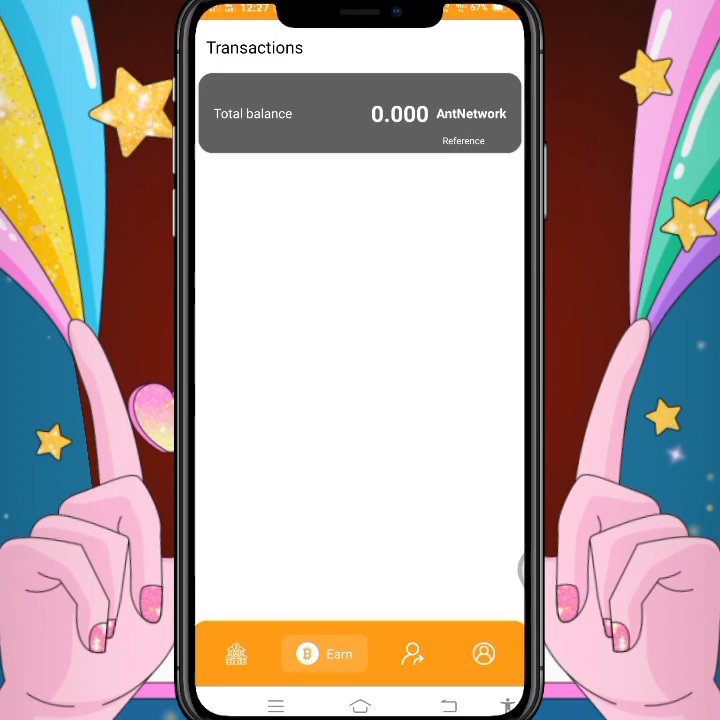 12:27
67%
Transactions
Total balance 0.000 AntNetwork
Reference
Earn